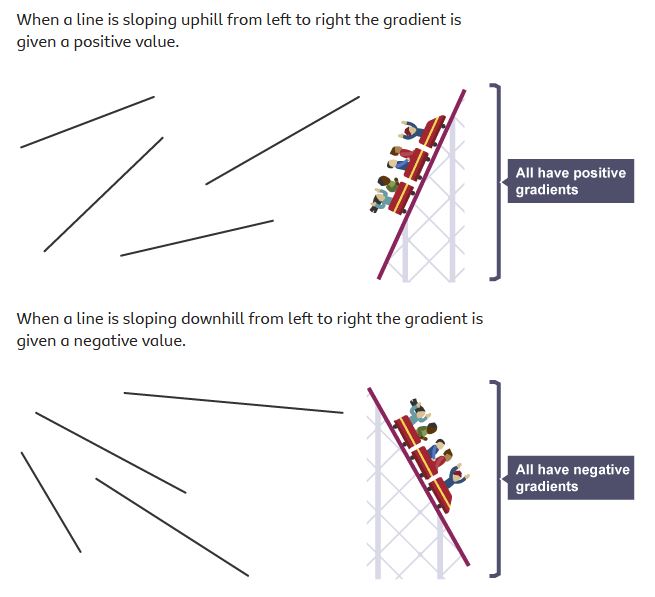 When a line is sloping uphill from left to right the gradient is
given a positive value.
All have positive
gradients
When a line is sloping downhill from left to right the gradient is
given a negative value.
All have negative
gradients